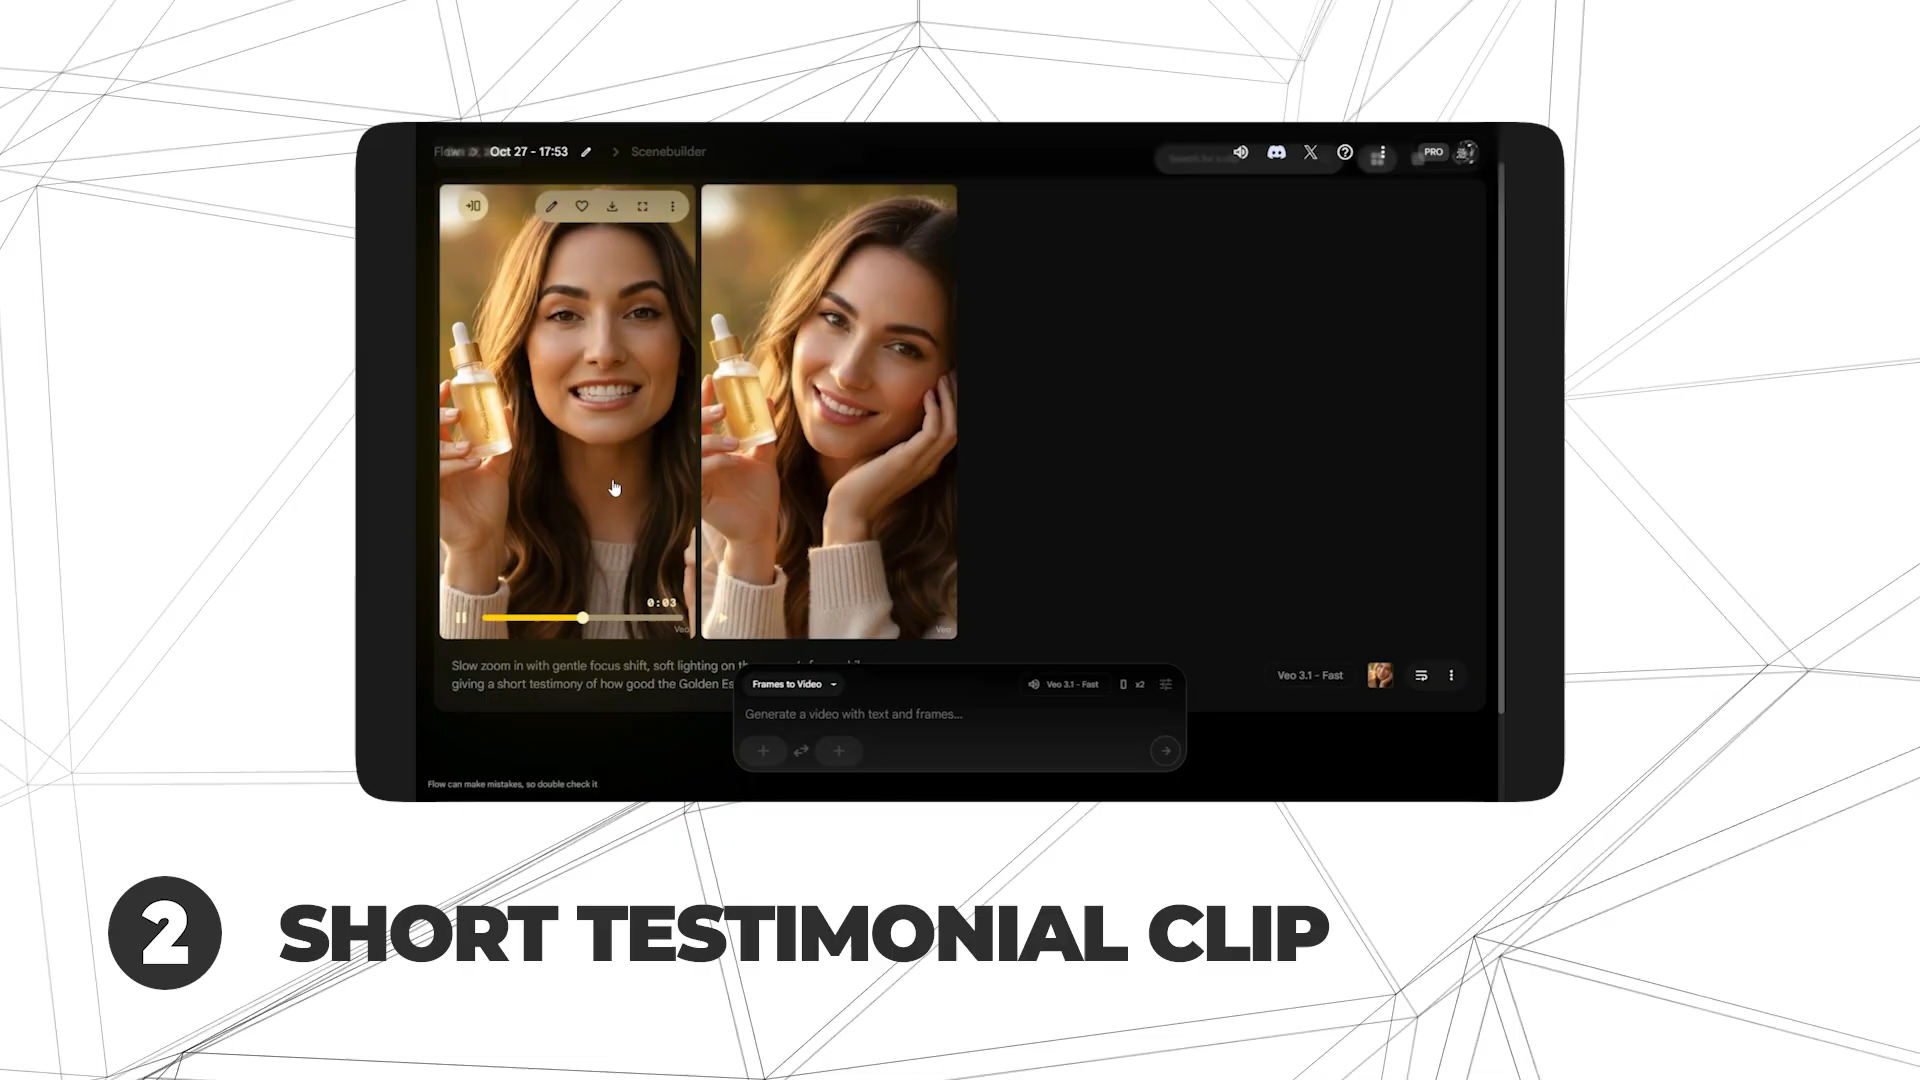 Oct 27 - 17:53
Scenebuilder
PRO
0:03
Veo
Veo
Slow zoom in with gentle focus shift, soft lighting on
giving a short testimony of how good the Golden
Veo 3.1 - Fast
Frames to Video
Veo 3.1 - Fast
x2
Generate a video with text and frames...
Flow can make mistakes, so double check it
2
SHORT TESTIMONIAL CLIP